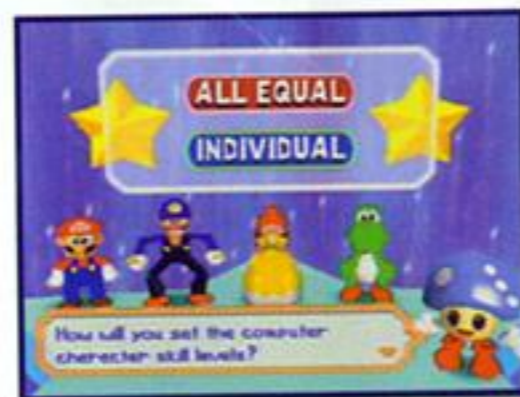 ALL EQUAL
INDIVIDUAL
How will you set the computer
character skill levels?